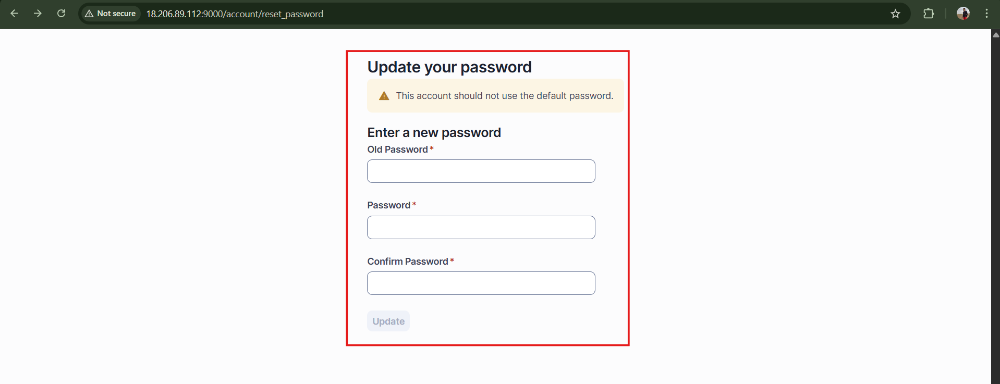 Not secure
18.206.89.112:9000/account/reset_password
Update your password
This account should not use the default password.
Enter a new password
Old Password*
Password*
Confirm Password*
Update